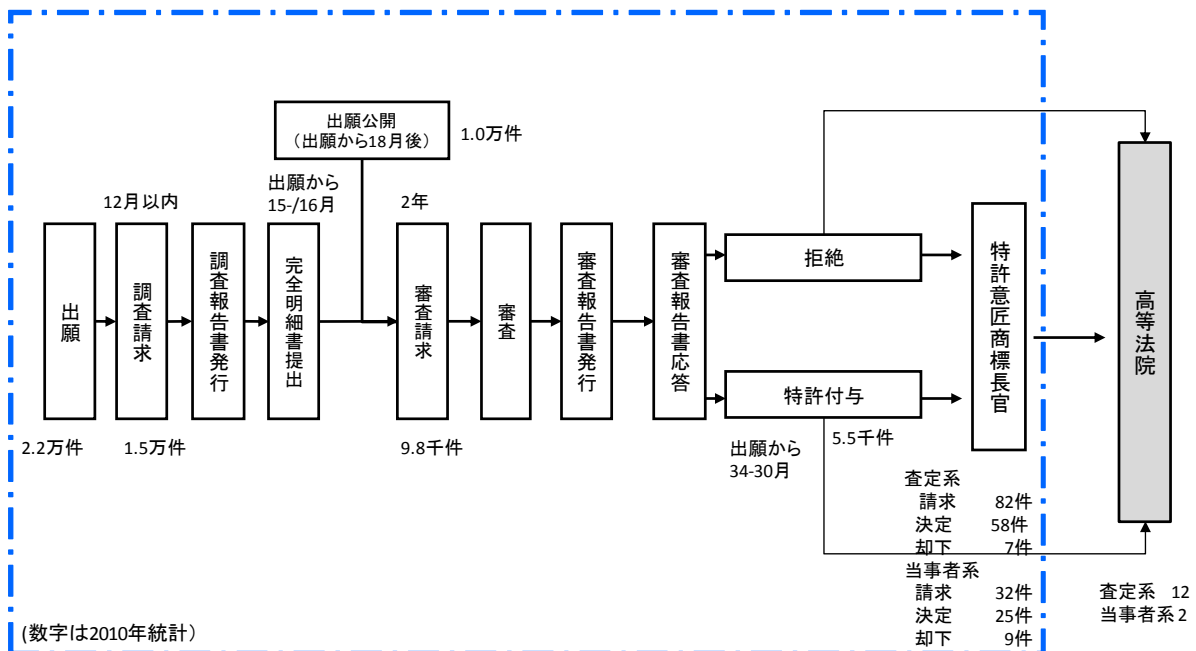 出願公開
（出願から18月後）
1.0万件
12月以内
出願から
15-/16月
2年
出願
調査請求
調査報告書発行
完全明細書提出
審査請求
審査
審査報告書発行
審査報告書応答
拒絶
特許付与
特許意匠商標長官
高等法院
2.2万件
1.5万件
9.8千件
出願から
34-30月
5.5千件
査定系
請求 82件
決定 58件
却下 7件
当事者系
請求 32件
決定 25件
却下 9件
査定系 12
当事者系 2
(数字は2010年統計）